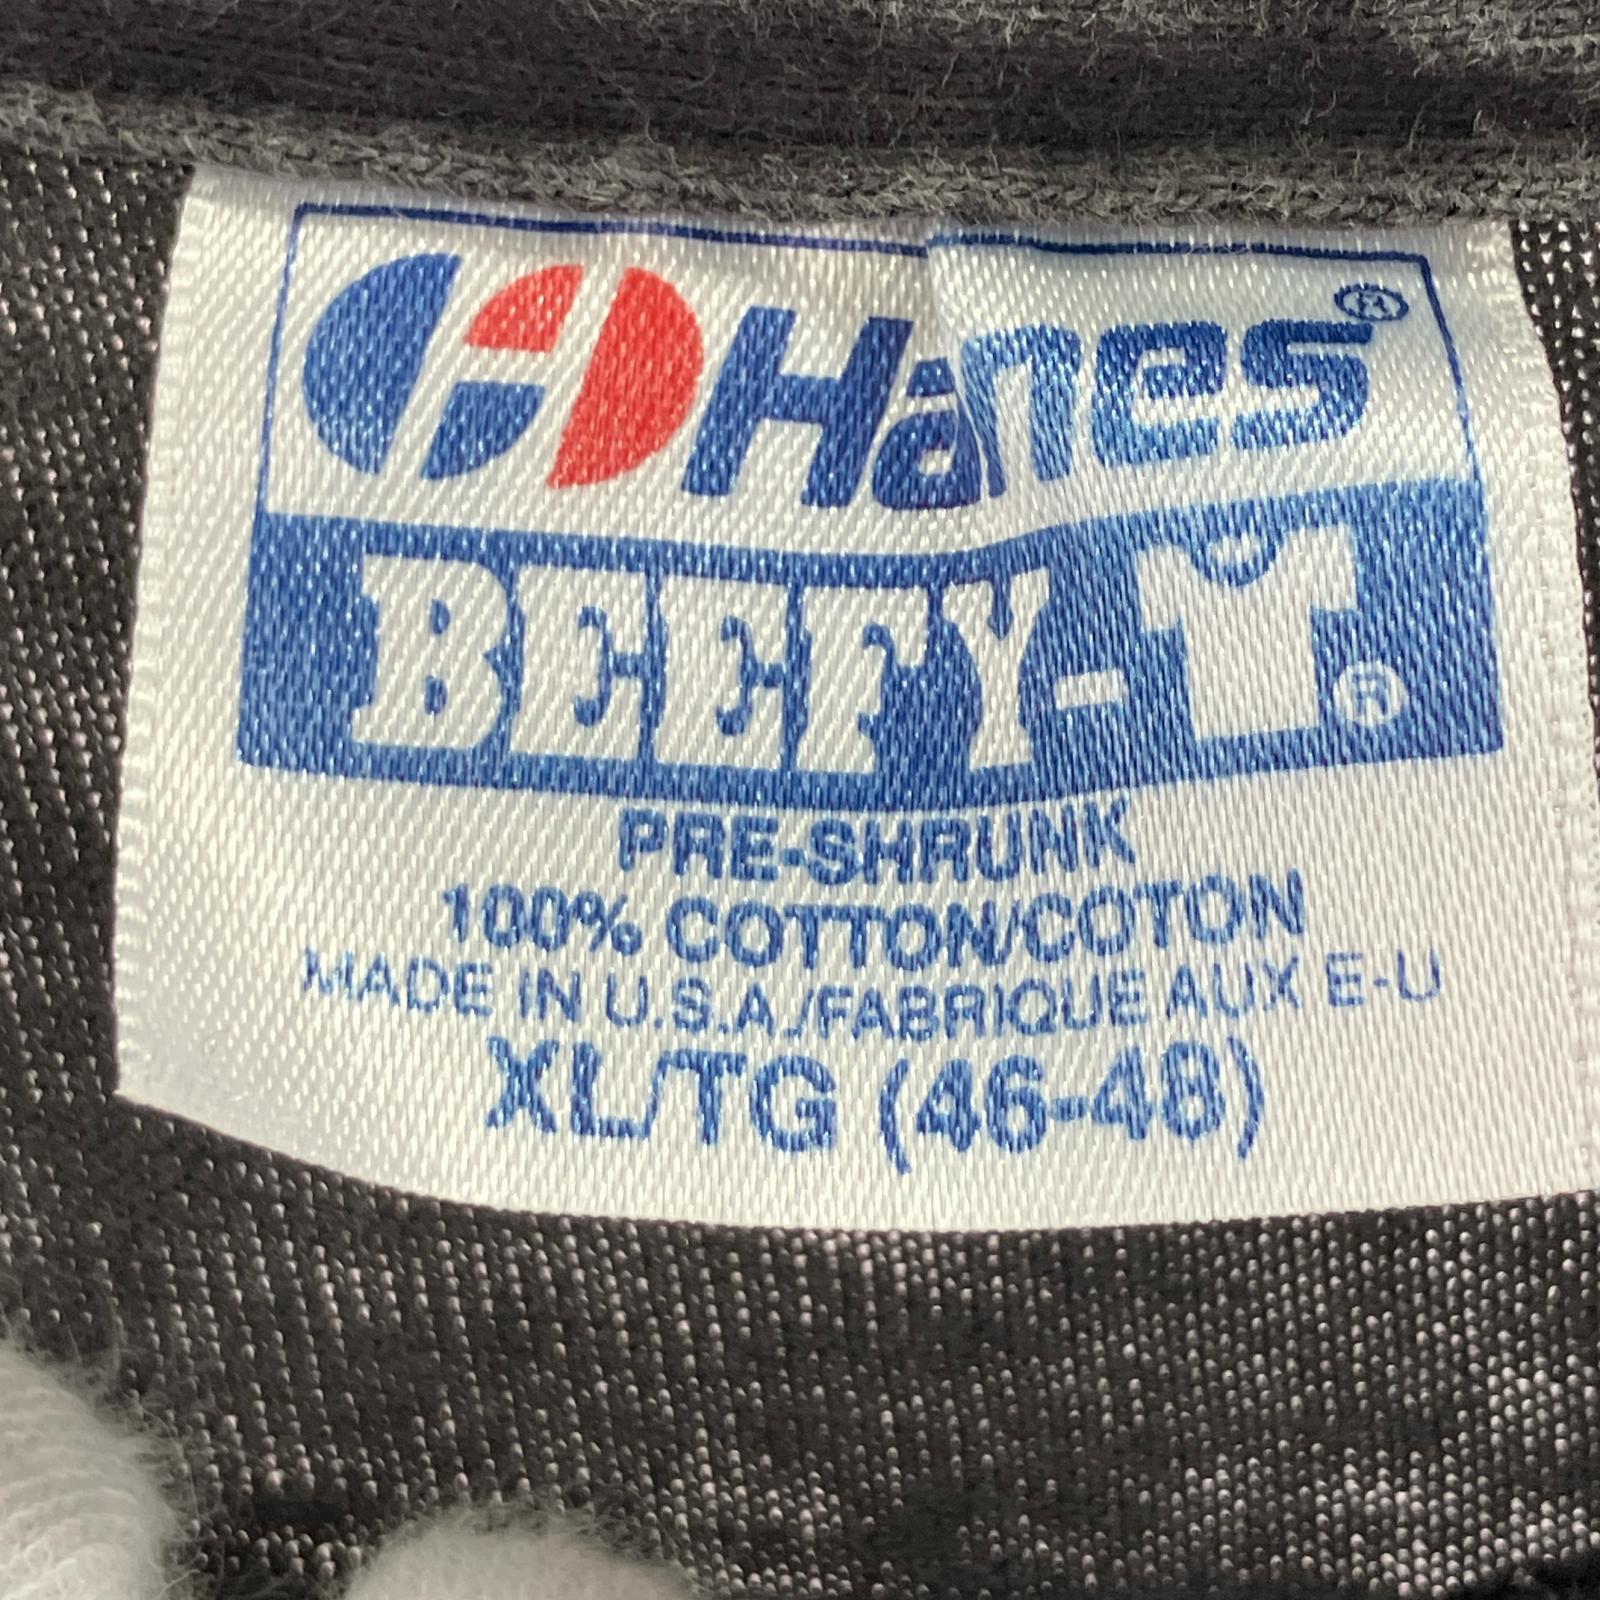 Hanes®
BEEFY-T®
PRE-SHRUNK
100% COTTON/COTON
MADE IN U.S.A./FABRIQUE AUX E-U
XL/TG (46-48)